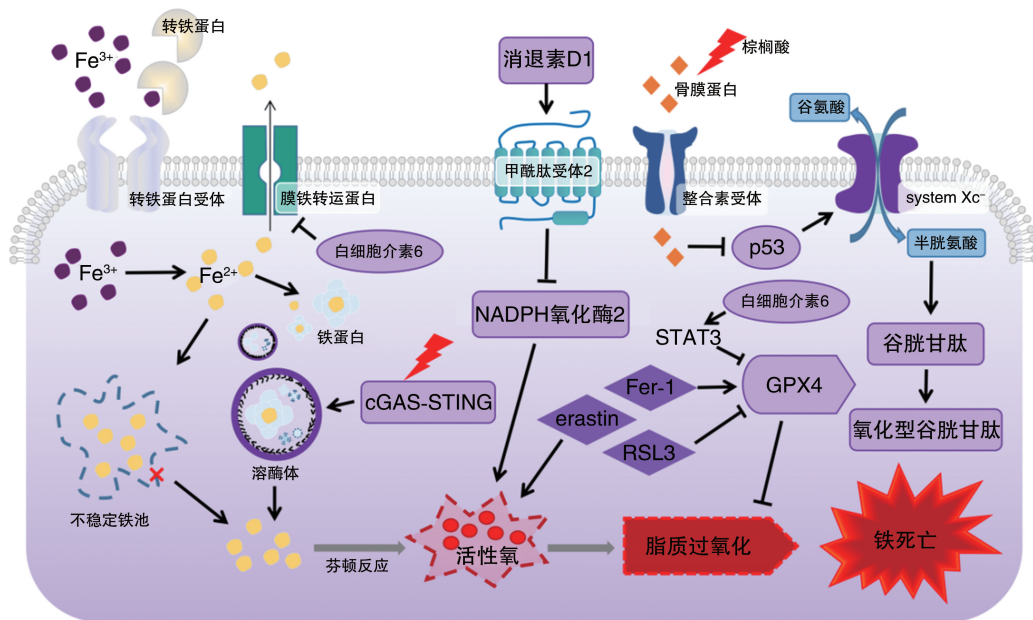 转铁蛋白
Fe³⁺
消退素D1
棕榈酸
骨膜蛋白
谷氨酸
甲酰肽受体2
转铁蛋白受体
膜铁转运蛋白
整合素受体
system Xc⁻
白细胞介素6
p53
半胱氨酸
Fe³⁺
Fe²⁺
铁蛋白
NADPH氧化酶2
白细胞介素6
STAT3
谷胱甘肽
cGAS-STING
Fer-1
GPX4
erastin
RSL3
氧化型谷胱甘肽
溶酶体
不稳定铁池
芬顿反应
活性氧
脂质过氧化
铁死亡